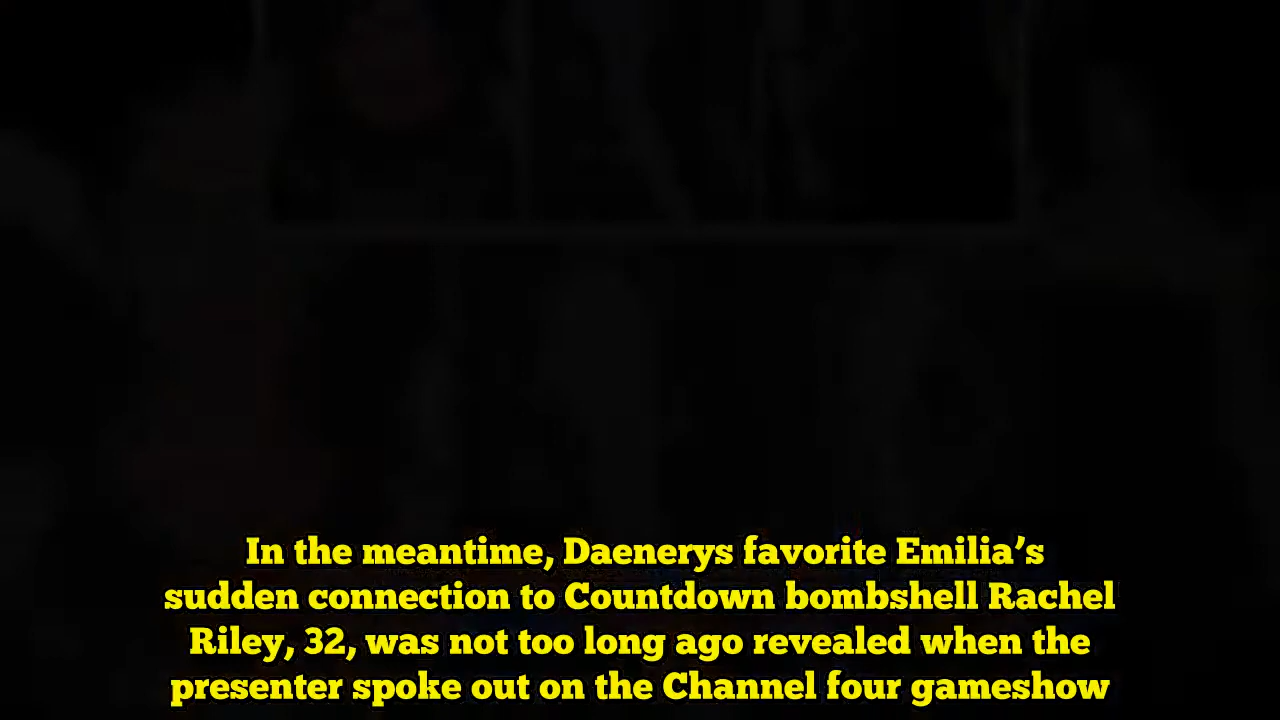 In the meantime, Daenerys favorite Emilia’s
sudden connection to Countdown bombshell Rachel
Riley, 32, was not too long ago revealed when the
presenter spoke out on the Channel four gameshow